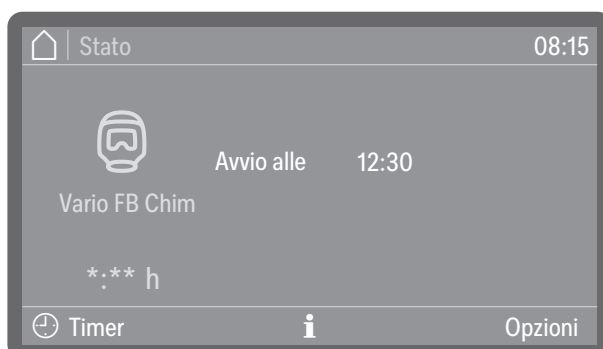 Stato 08:15
Avvio alle 12:30
Vario FB Chim
*:** h
Timer i Opzioni